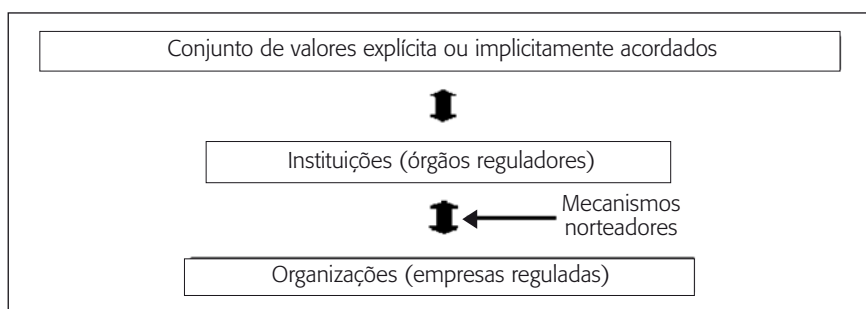 Conjunto de valores explícita ou implicitamente acordados
Instituições (órgãos reguladores)
Mecanismos
norteadores
Organizações (empresas reguladas)